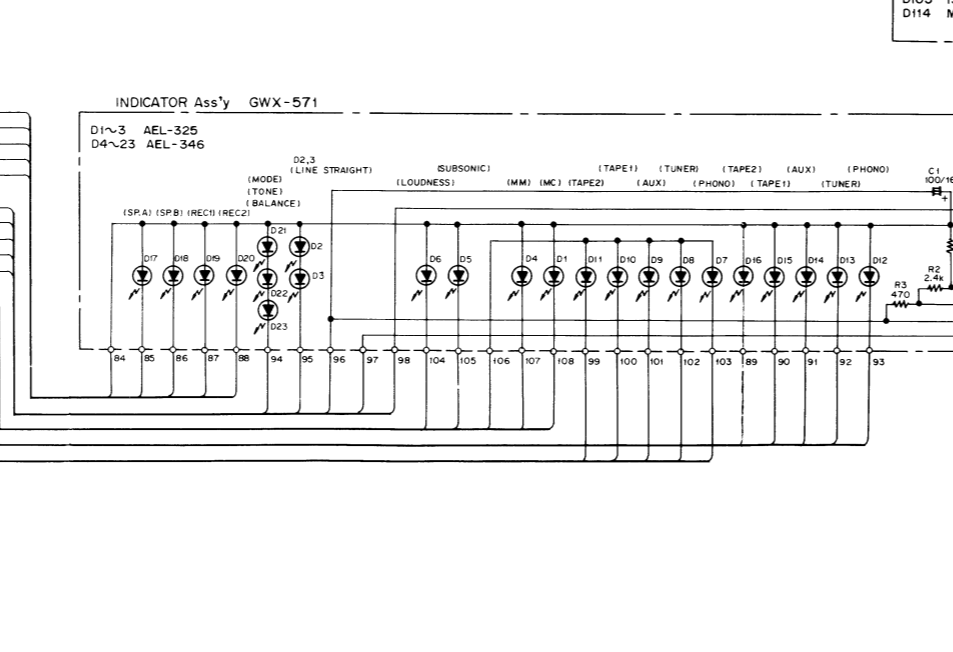 D114
INDICATOR Ass'y GWX-571
D1~3 AEL-325
D4~23 AEL-346
D2,3
(LINE STRAIGHT)
(MODE)
(TONE)
(BALANCE)
(SUBSONIC) (TAPE1) (TUNER) (TAPE2) (AUX) (PHONO)
(LOUDNESS) (MM) (MC) (TAPE2) (AUX) (PHONO) (TAPE1) (TUNER)
C1
100/16
+
(SP.A) (SP.B) (REC1) (REC2)
D21
D2
D17 D18 D19 D20 D6 D5 D4 D1 D11 D10 D9 D8 D7 D16 D15 D14 D13 D12
D3
D22
D23
R2
2.4k
R3
470
84 85 86 87 88 94 95 96 97 98 104 105 106 107 108 99 100 101 102 103 89 90 91 92 93